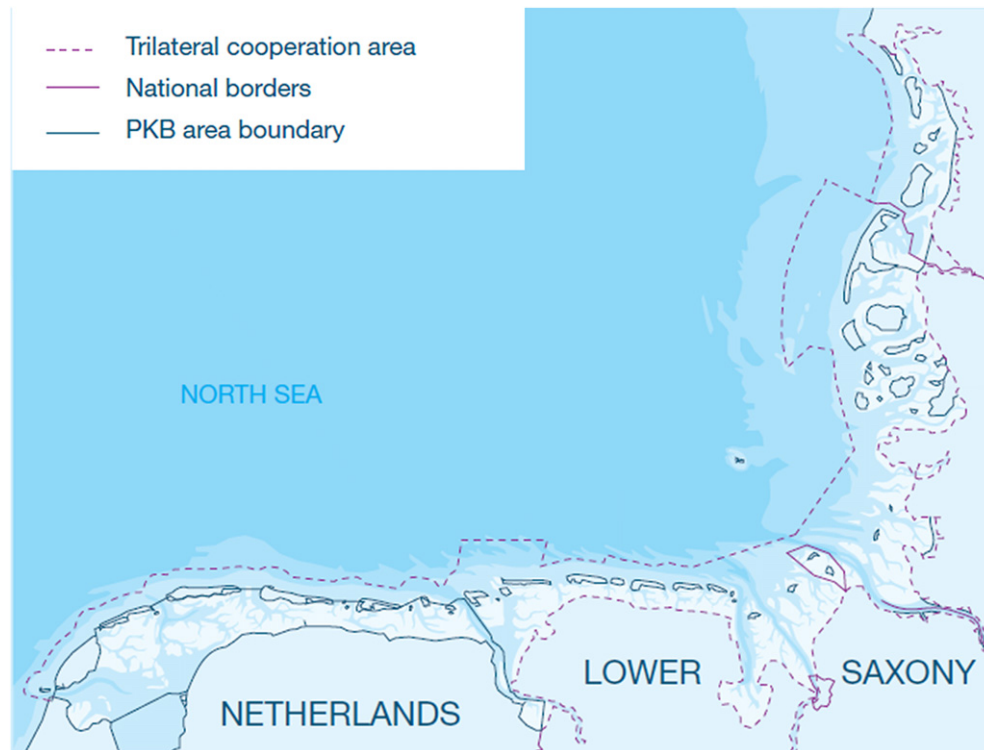 Trilateral cooperation area
National borders
PKB area boundary
NORTH SEA
LOWER SAXONY
NETHERLANDS